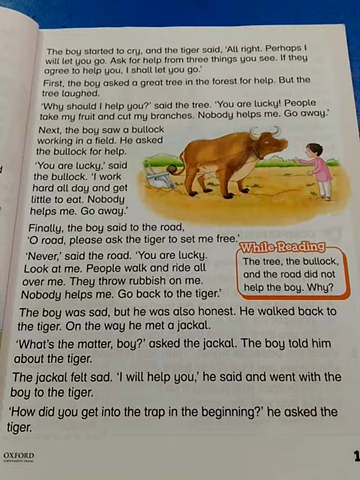 The boy started to cry, and the tiger said, 'All right. Perhaps I
will let you go. Ask for help from three things you see. If they
agree to help you, I shall let you go.'
First, the boy asked a great tree in the forest for help. But the
tree laughed.
'Why should I help you?' said the tree. 'You are lucky! People
take my fruit and cut my branches. Nobody helps me. Go away.'
Next, the boy saw a bullock
working in a field. He asked
the bullock for help.
'You are lucky,' said
the bullock. 'I work
hard all day and get
little to eat. Nobody
helps me. Go away.'
Finally, the boy said to the road,
'O road, please ask the tiger to set me free.'
'Never,' said the road. 'You are lucky.
Look at me. People walk and ride all
over me. They throw rubbish on me.
Nobody helps me. Go back to the tiger.'
While Reading
The tree, the bullock,
and the road did not
help the boy. Why?
The boy was sad, but he was also honest. He walked back to
the tiger. On the way he met a jackal.
'What's the matter, boy?' asked the jackal. The boy told him
about the tiger.
The jackal felt sad. 'I will help you,' he said and went with the
boy to the tiger.
'How did you get into the trap in the beginning?' he asked the
tiger.
OXFORD
UNIVERSITY PRESS
1